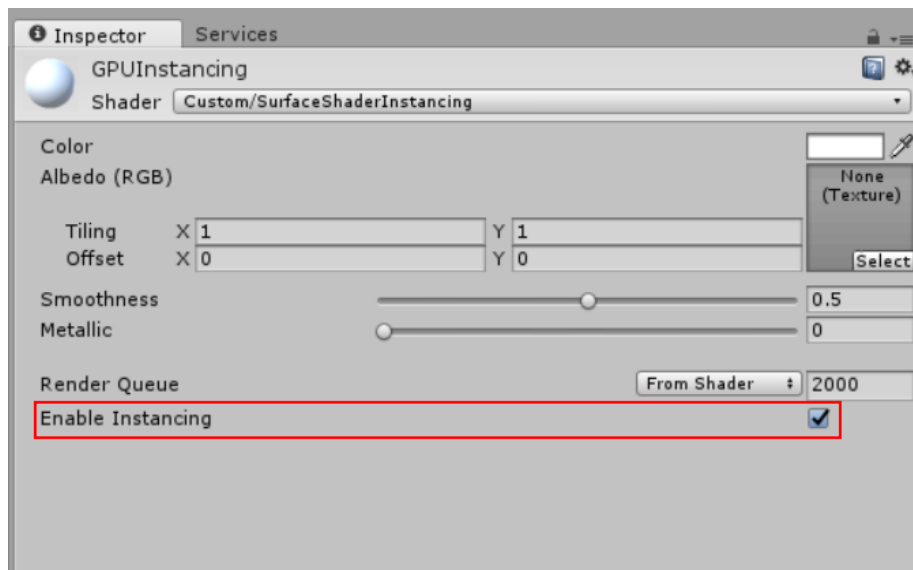 Inspector Services
GPUInstancing
Shader Custom/SurfaceShaderInstancing
Color
Albedo (RGB) None
(Texture)
Tiling X 1 Y 1
Offset X 0 Y 0
Select
Smoothness 0.5
Metallic 0
Render Queue From Shader 2000
Enable Instancing